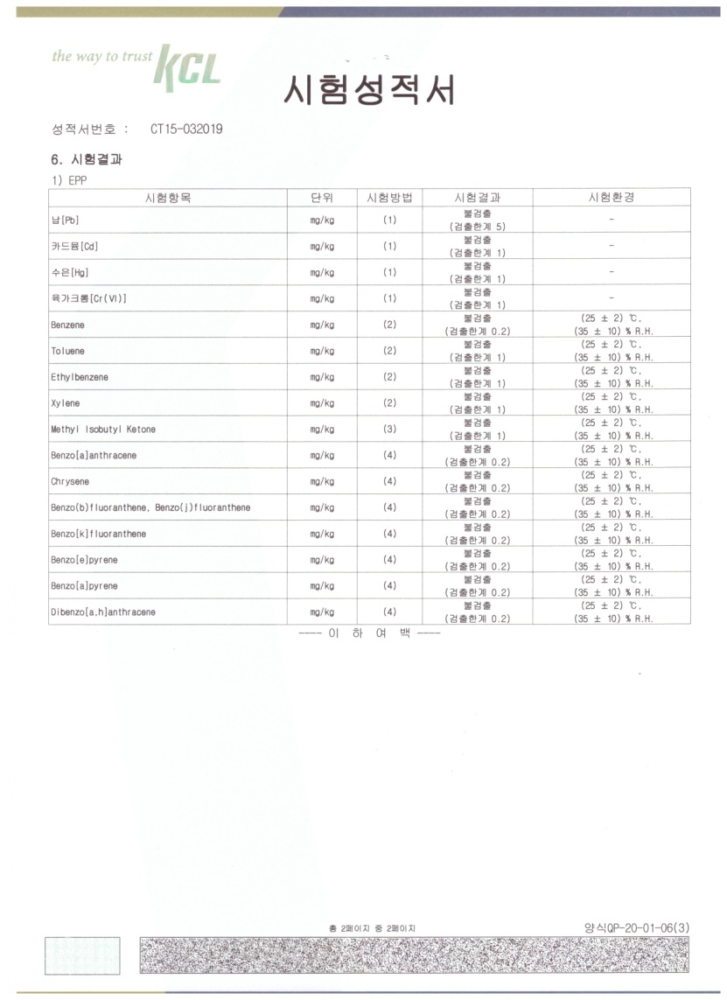 the way to trust KCL
시험성적서
성적서번호 : CT15-032019
6. 시험결과
1) EPP
시험항목 단위 시험방법 시험결과 시험환경
납[Pb] mg/kg (1) 불검출 (검출한계 5) -
카드뮴[Cd] mg/kg (1) 불검출 (검출한계 1) -
수은[Hg] mg/kg (1) 불검출 (검출한계 1) -
육가크롬[Cr(VI)] mg/kg (1) 불검출 (검출한계 1) -
Benzene mg/kg (2) 불검출 (검출한계 0.2) (25 ± 2) ℃, (35 ± 10) % R.H.
Toluene mg/kg (2) 불검출 (검출한계 1) (25 ± 2) ℃, (35 ± 10) % R.H.
Ethylbenzene mg/kg (2) 불검출 (검출한계 1) (25 ± 2) ℃, (35 ± 10) % R.H.
Xylene mg/kg (2) 불검출 (검출한계 1) (25 ± 2) ℃, (35 ± 10) % R.H.
Methyl Isobutyl Ketone mg/kg (3) 불검출 (검출한계 1) (25 ± 2) ℃, (35 ± 10) % R.H.
Benzo[a]anthracene mg/kg (4) 불검출 (검출한계 0.2) (25 ± 2) ℃, (35 ± 10) % R.H.
Chrysene mg/kg (4) 불검출 (검출한계 0.2) (25 ± 2) ℃, (35 ± 10) % R.H.
Benzo(b)fluoranthene, Benzo(j)fluoranthene mg/kg (4) 불검출 (검출한계 0.2) (25 ± 2) ℃, (35 ± 10) % R.H.
Benzo[k]fluoranthene mg/kg (4) 불검출 (검출한계 0.2) (25 ± 2) ℃, (35 ± 10) % R.H.
Benzo[e]pyrene mg/kg (4) 불검출 (검출한계 0.2) (25 ± 2) ℃, (35 ± 10) % R.H.
Benzo[a]pyrene mg/kg (4) 불검출 (검출한계 0.2) (25 ± 2) ℃, (35 ± 10) % R.H.
Dibenzo[a,h]anthracene mg/kg (4) 불검출 (검출한계 0.2) (25 ± 2) ℃, (35 ± 10) % R.H.
---- 이 하 여 백 ----
총 2페이지 중 2페이지
양식QP-20-01-06(3)